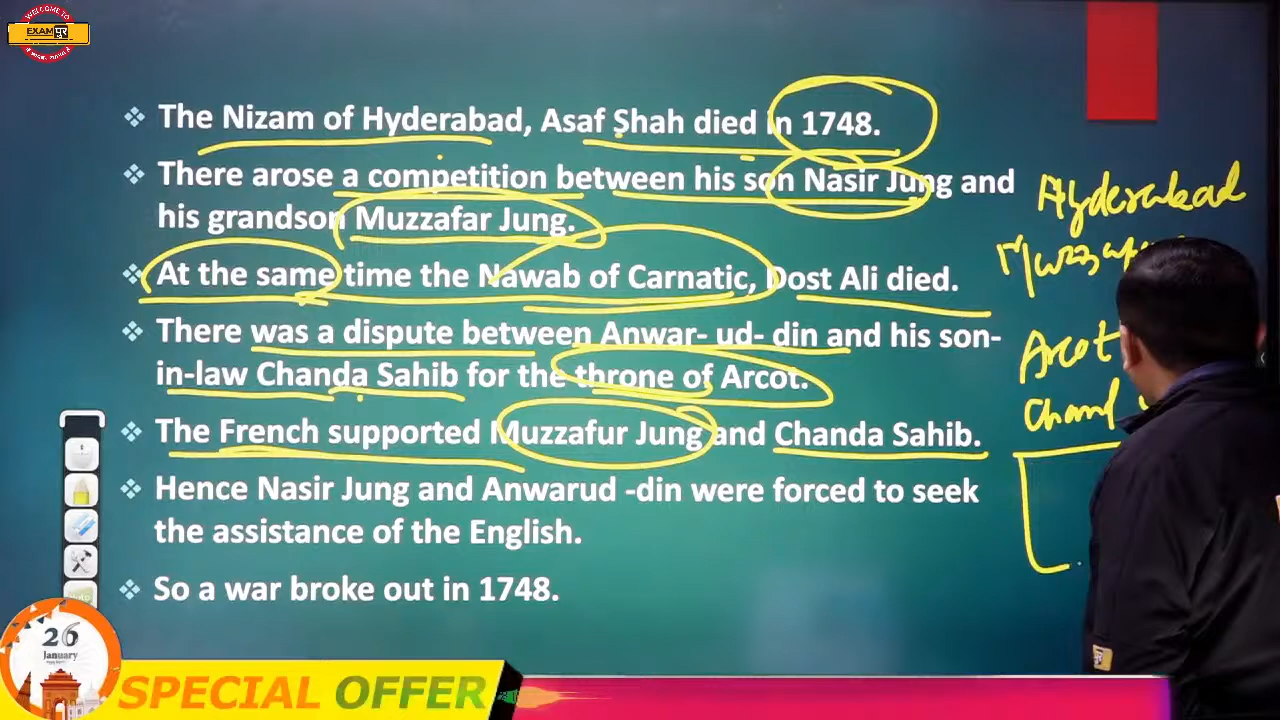 WELCOME TO
EXAM पुर
❖ The Nizam of Hyderabad, Asaf Shah died in 1748.
❖ There arose a competition between his son Nasir Jung and
his grandson Muzzafar Jung.
❖ At the same time the Nawab of Carnatic, Dost Ali died.
❖ There was a dispute between Anwar- ud- din and his son-
in-law Chanda Sahib for the throne of Arcot.
❖ The French supported Muzzafur Jung and Chanda Sahib.
❖ Hence Nasir Jung and Anwarud -din were forced to seek
the assistance of the English.
❖ So a war broke out in 1748.
Hyderabad
Arcot
26
January
SPECIAL OFFER